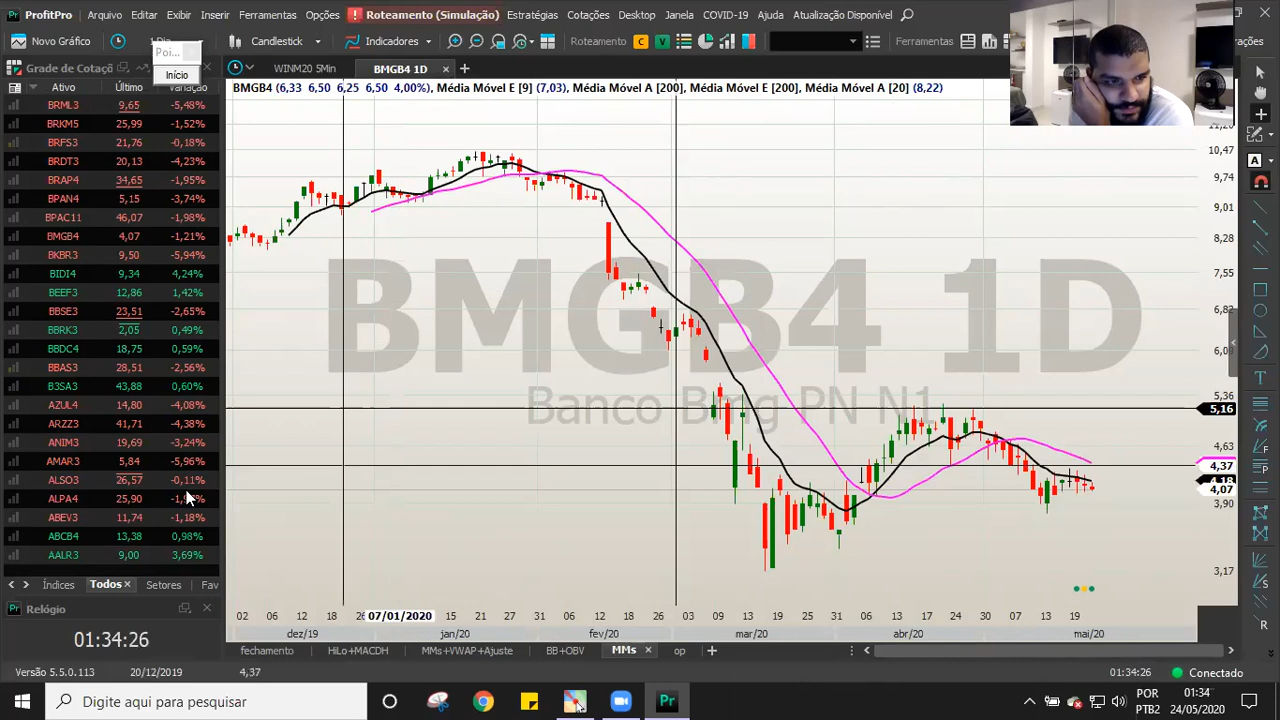 ProfitPro Arquivo Editar Exibir Inserir Ferramentas Opções Roteamento (Simulação) Estratégias Cotações Desktop Janela COVID-19 Ajuda Atualização Disponível
Novo Gráfico 1 Dia Candlestick Indicadores Roteamento C V Ferramentas
Poi...
Início
Grade de Cotaçõ
WINM20 5Min BMGB4 1D
Ativo Último Variação
BRML3 9,65 -5,48%
BRKM5 25,99 -1,52%
BRFS3 21,76 -0,18%
BRDT3 20,13 -4,23%
BRAP4 34,65 -1,95%
BPAN4 5,15 -3,74%
BPAC11 46,07 -1,98%
BMGB4 4,07 -1,21%
BKBR3 9,50 -5,94%
BIDI4 9,34 4,24%
BEEF3 12,86 1,42%
BBSE3 23,51 -2,65%
BBRK3 2,05 0,49%
BBDC4 18,75 0,59%
BBAS3 28,51 -2,56%
B3SA3 43,88 0,60%
AZUL4 14,80 -4,08%
ARZZ3 41,71 -4,38%
ANIM3 19,69 -3,24%
AMAR3 5,84 -5,96%
ALSO3 26,57 -0,11%
ALPA4 25,90
ABEV3 11,74 -1,18%
ABCB4 13,38 0,98%
AALR3 9,00 3,69%
Índices Todos Setores Fav
Relógio
01:34:26
BMGB4 (6,33 6,50 6,25 6,50 4,00%), Média Móvel E [9] (7,03), Média Móvel A [200], Média Móvel E [200], Média Móvel A [20] (8,22)
BMGB4 1D
Banco Bmg PN N1
10,47
9,74
9,01
8,28
7,55
6,82
5,16
4,63
4,37
4,18
4,07
3,90
3,17
02 06 12 18 07/01/2020 15 21 27 31 06 12 18 03 09 13 19 25 31 06 13 17 24 30 07 13 19
dez/19 jan/20 fev/20 mar/20 abr/20 mai/20
fechamento HiLo+MACDH MMs+VWAP+Ajuste BB+OBV MMs op
Versão 5.5.0.113 20/12/2019 4,37 01:34:26 Conectado
Digite aqui para pesquisar
POR
PTB2
01:34
24/05/2020